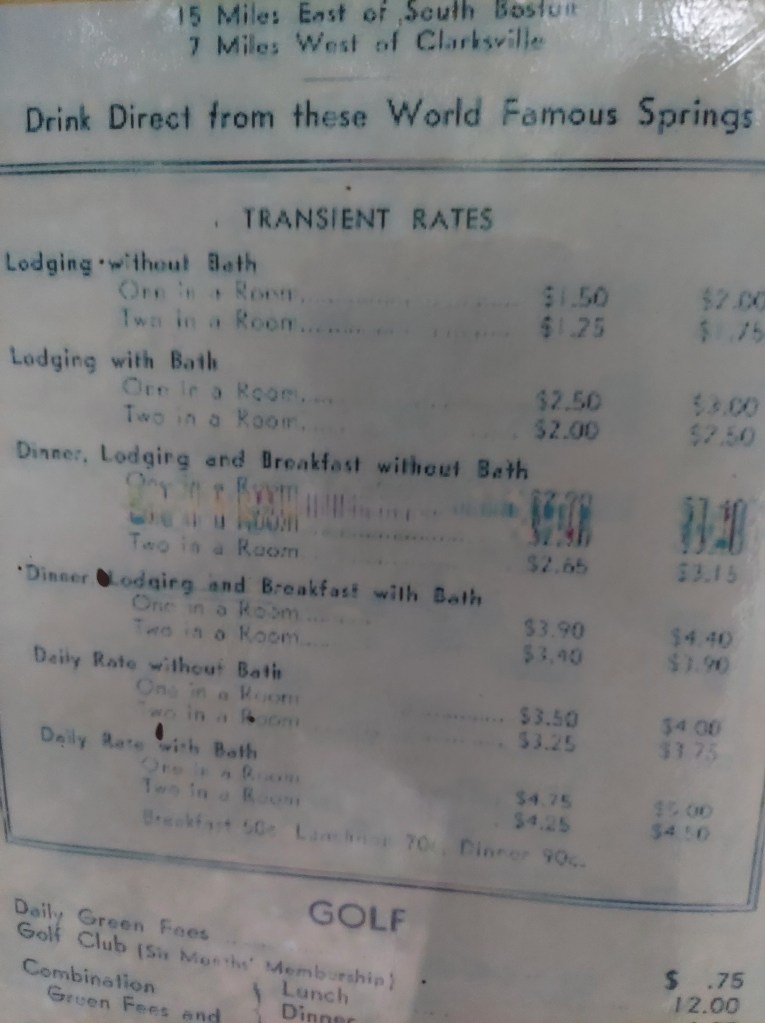 15 Miles East of South Boston
7 Miles West of Clarksville
Drink Direct from these World Famous Springs
TRANSIENT RATES
Lodging without Bath
One in a Room $1.50 $2.00
Two in a Room $1.25 $1.75
Lodging with Bath
One in a Room $2.50 $3.00
Two in a Room $2.00 $2.50
Dinner, Lodging and Breakfast without Bath
One in a Room
Two in a Room $2.65 $3.15
Dinner Lodging and Breakfast with Bath
One in a Room $3.90 $4.40
Two in a Room $3.40 $3.90
Daily Rate without Bath
One in a Room $3.50 $4.00
Two in a Room $3.25 $3.75
Daily Rate with Bath
One in a Room $4.75
Two in a Room $4.25 $4.50
Breakfast 50c Luncheon 70c, Dinner 90c.
GOLF
Daily Green Fees $ .75
Golf Club (Six Months' Membership) 12.00
Combination Lunch
Green Fees and Dinner